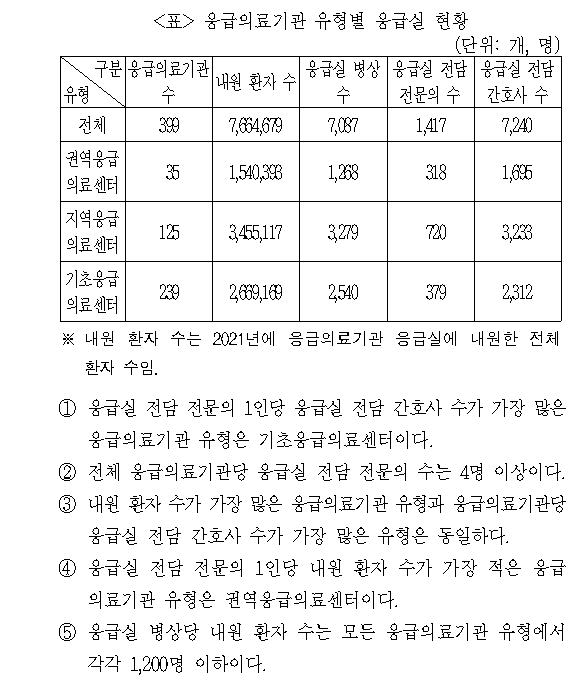 <표> 응급의료기관 유형별 응급실 현황
(단위: 개, 명)
구분 응급의료기관 내원 환자 수 응급실 병상 응급실 전담 응급실 전담
유형 수 수 전문의 수 간호사 수
전체 399 7,664,679 7,087 1,417 7,240
권역응급
의료센터 35 1,540,393 1,268 318 1,695
지역응급
의료센터 125 3,455,117 3,279 720 3,233
기초응급
의료센터 239 2,669,169 2,540 379 2,312
※ 내원 환자 수는 2021년에 응급의료기관 응급실에 내원한 전체
환자 수임.
① 응급실 전담 전문의 1인당 응급실 전담 간호사 수가 가장 많은
응급의료기관 유형은 기초응급의료센터이다.
② 전체 응급의료기관당 응급실 전담 전문의 수는 4명 이상이다.
③ 내원 환자 수가 가장 많은 응급의료기관 유형과 응급의료기관당
응급실 전담 간호사 수가 가장 많은 유형은 동일하다.
④ 응급실 전담 전문의 1인당 내원 환자 수가 가장 적은 응급
의료기관 유형은 권역응급의료센터이다.
⑤ 응급실 병상당 내원 환자 수는 모든 응급의료기관 유형에서
각각 1,200명 이하이다.